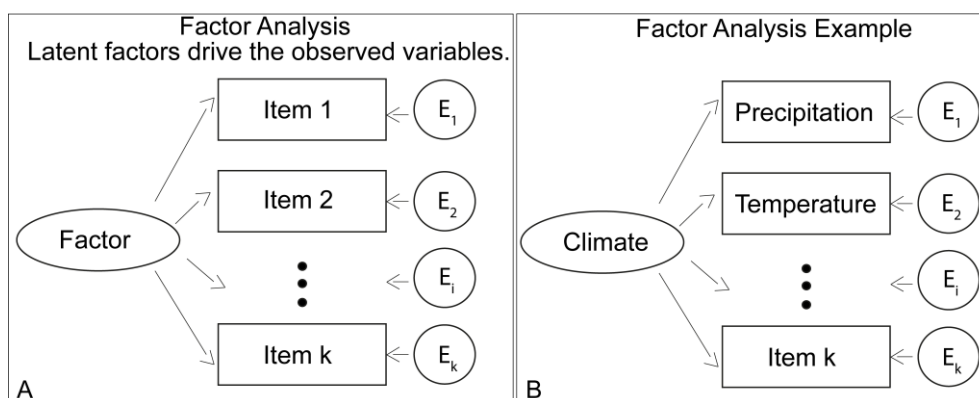 Factor Analysis
Latent factors drive the observed variables.
Item 1
E1
Item 2
E2
Factor
Ei
Item k
Ek
A
Factor Analysis Example
Precipitation
E1
Temperature
E2
Climate
Ei
Item k
Ek
B